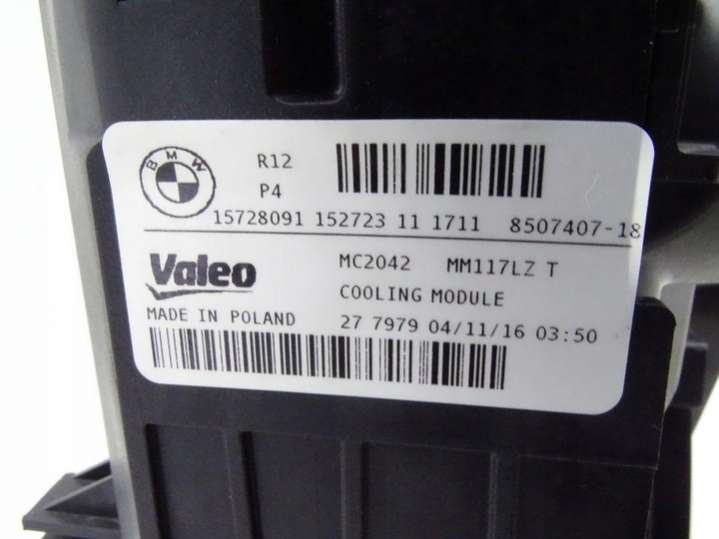 BMW
R12
P4
15728091 152723 11 1711 8507407-18
Valeo MC2042 MM117LZ T
COOLING MODULE
MADE IN POLAND 27 7979 04/11/16 03:50